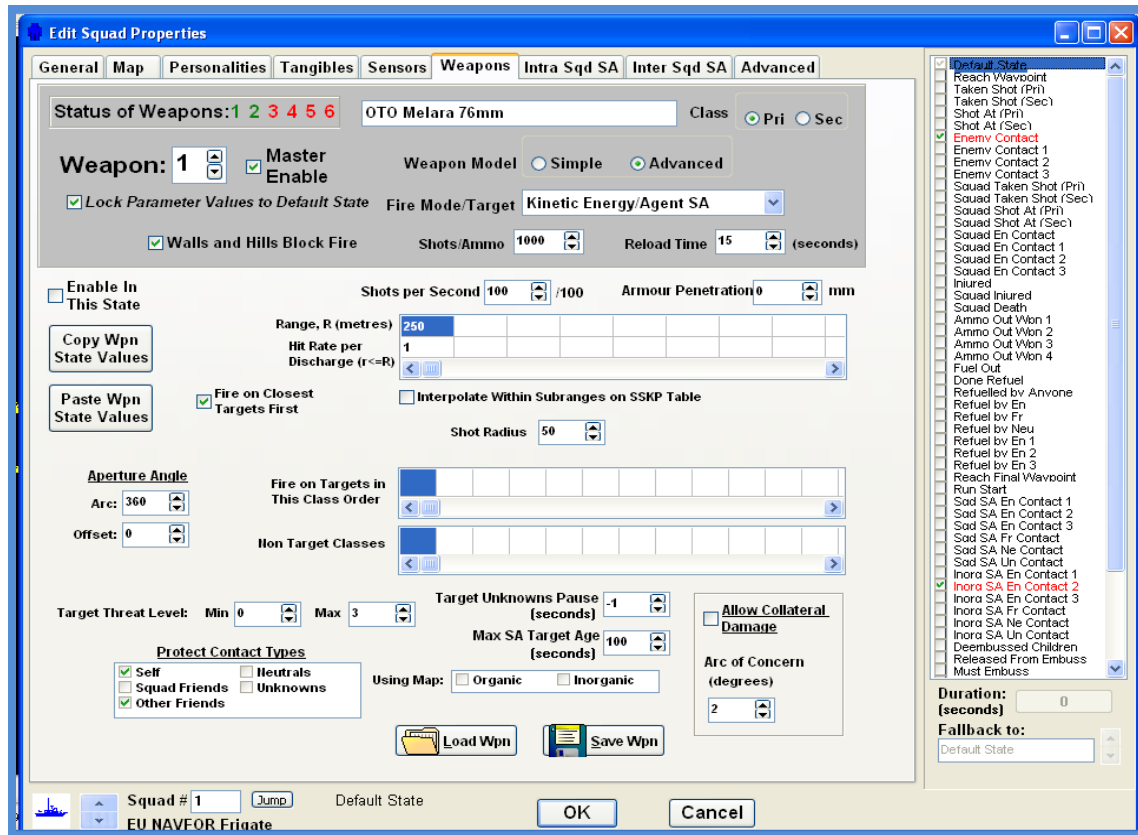 Edit Squad Properties
General Map Personalities Tangibles Sensors Weapons Intra Sqd SA Inter Sqd SA Advanced
Status of Weapons:1 2 3 4 5 6 OTO Melara 76mm Class Pri Sec
Weapon: 1 Master Enable Weapon Model Simple Advanced
Lock Parameter Values to Default State Fire Mode/Target Kinetic Energy/Agent SA
Walls and Hills Block Fire Shots/Ammo 1000 Reload Time 15 (seconds)
Enable In This State Shots per Second 100 /100 Armour Penetration 0 mm
Copy Wpn State Values
Range, R (metres) 250
Hit Rate per Discharge (r<=R) 1
Paste Wpn State Values
Fire on Closest Targets First Interpolate Within Subranges on SSKP Table
Shot Radius 50
Aperture Angle
Arc: 360
Offset: 0
Fire on Targets in This Class Order
Non Target Classes
Target Threat Level: Min 0 Max 3
Target Unknowns Pause (seconds) -1
Max SA Target Age (seconds) 100
Allow Collateral Damage
Arc of Concern (degrees)
2
Protect Contact Types
Self Neutrals
Squad Friends Unknowns
Other Friends
Using Map: Organic Inorganic
Load Wpn Save Wpn
Squad # 1 Jump Default State
EU NAVFOR Frigate
OK Cancel
Default State
Reach Waypoint
Taken Shot (Pri)
Taken Shot (Sec)
Shot At (Pri)
Shot At (Sec)
Enemy Contact
Enemy Contact 1
Enemy Contact 2
Enemy Contact 3
Squad Taken Shot (Pri)
Squad Taken Shot (Sec)
Squad Shot At (Pri)
Squad Shot At (Sec)
Squad En Contact
Squad En Contact 1
Squad En Contact 2
Squad En Contact 3
Injured
Squad Injured
Squad Death
Ammo Out Wpn 1
Ammo Out Wpn 2
Ammo Out Wpn 3
Ammo Out Wpn 4
Fuel Out
Done Refuel
Refuelled by Anyone
Refuel by En
Refuel by Fr
Refuel by Neu
Refuel by En 1
Refuel by En 2
Refuel by En 3
Reach Final Waypoint
Run Start
Sqd SA En Contact 1
Sqd SA En Contact 2
Sqd SA En Contact 3
Sqd SA Fr Contact
Sqd SA Ne Contact
Sqd SA Un Contact
Inorg SA En Contact 1
Inorg SA En Contact 2
Inorg SA En Contact 3
Inorg SA Fr Contact
Inorg SA Ne Contact
Inorg SA Un Contact
Deembussed Children
Released From Embuss
Must Embuss
Duration: (seconds) 0
Fallback to:
Default State